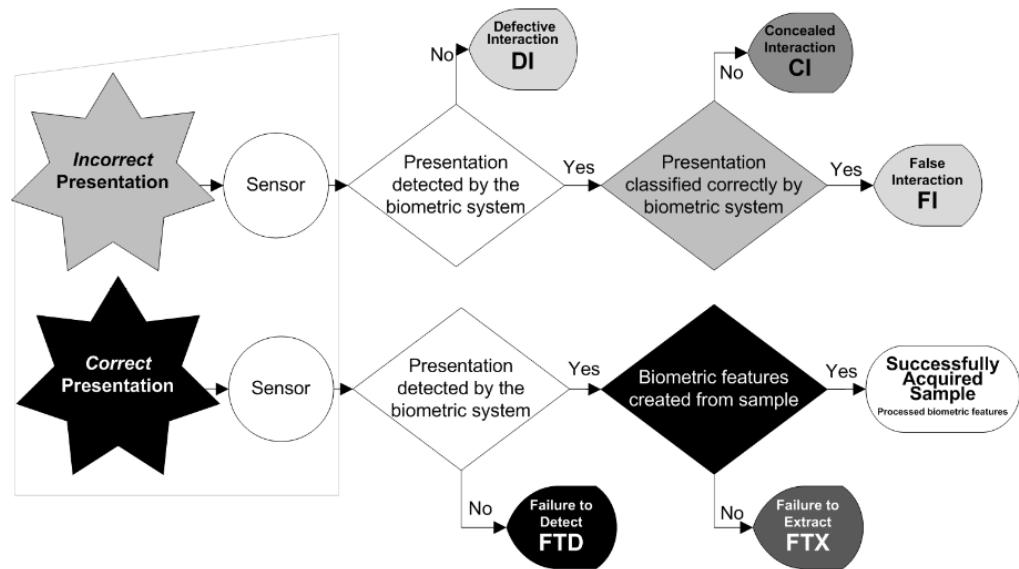 Incorrect
Presentation
Sensor
Presentation
detected by the
biometric system
No
Defective
Interaction
DI
Yes
Presentation
classified correctly by
biometric system
No
Concealed
Interaction
CI
Yes
False
Interaction
FI
Correct
Presentation
Sensor
Presentation
detected by the
biometric system
No
Failure to
Detect
FTD
Yes
Biometric features
created from sample
No
Failure to
Extract
FTX
Yes
Successfully
Acquired
Sample
Processed biometric features